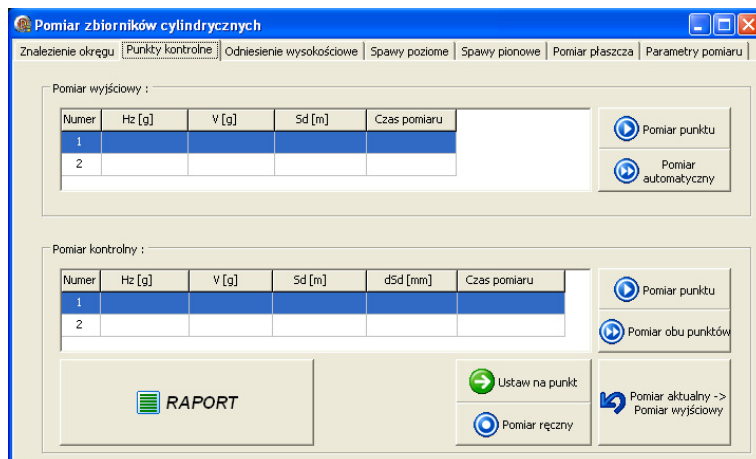 Pomiar zbiorników cylindrycznych
Znalezienie okręgu Punkty kontrolne Odniesienie wysokościowe Spawy poziome Spawy pionowe Pomiar płaszcza Parametry pomiaru
Pomiar wyjściowy :
Numer Hz [g] V [g] Sd [m] Czas pomiaru
1
2
Pomiar punktu
Pomiar
automatyczny
Pomiar kontrolny :
Numer Hz [g] V [g] Sd [m] dSd [mm] Czas pomiaru
1
2
Pomiar punktu
Pomiar obu punktów
RAPORT
Ustaw na punkt
Pomiar ręczny
Pomiar aktualny ->
Pomiar wyjściowy